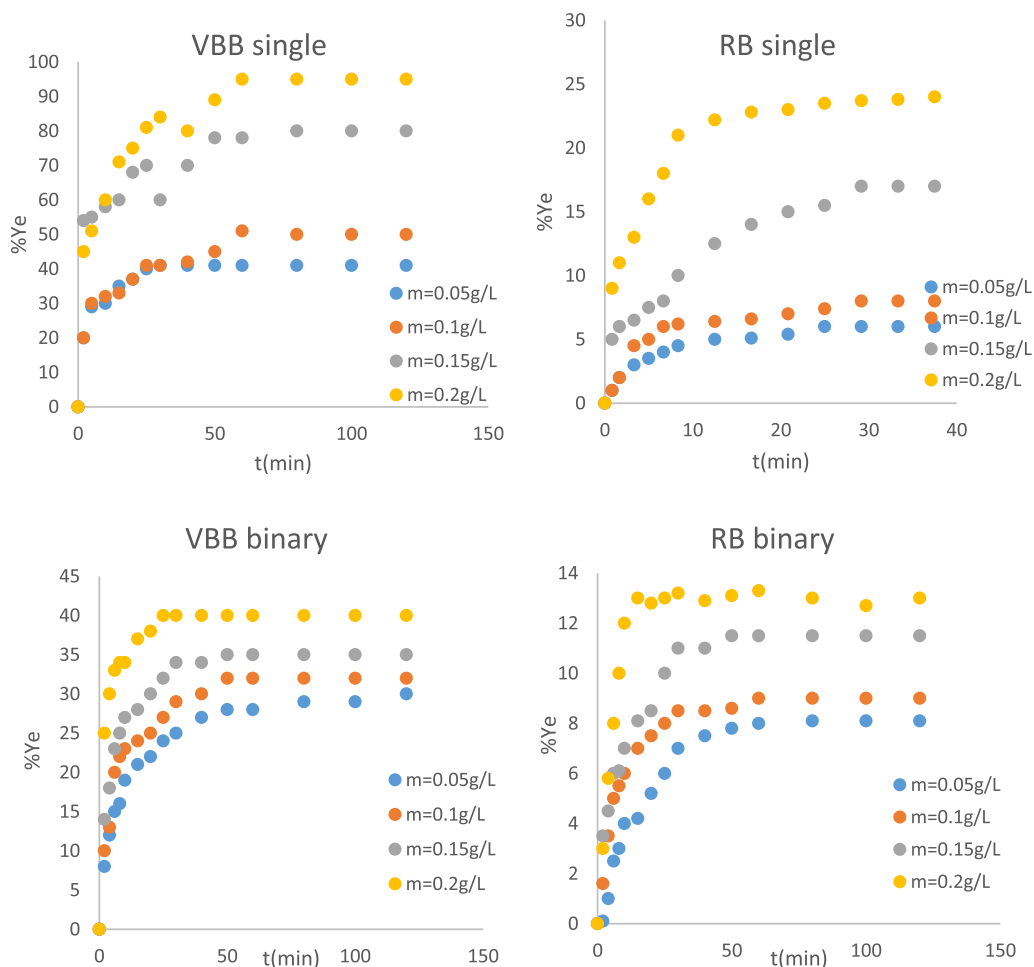 VBB single
%Ye
100
90
80
70
60
50
40
30
20
10
0
0 50 100 150
t(min)
m=0.05g/L
m=0.1g/L
m=0.15g/L
m=0.2g/L
RB single
%Ye
30
25
20
15
10
5
0
0 10 20 30 40
t(min)
m=0.05g/L
m=0.1g/L
m=0.15g/L
m=0.2g/L
VBB binary
%Ye
45
40
35
30
25
20
15
10
5
0
0 50 100 150
t(min)
m=0.05g/L
m=0.1g/L
m=0.15g/L
m=0.2g/L
RB binary
%Ye
14
12
10
8
6
4
2
0
0 50 100 150
t(min)
m=0.05g/L
m=0.1g/L
m=0.15g/L
m=0.2g/L